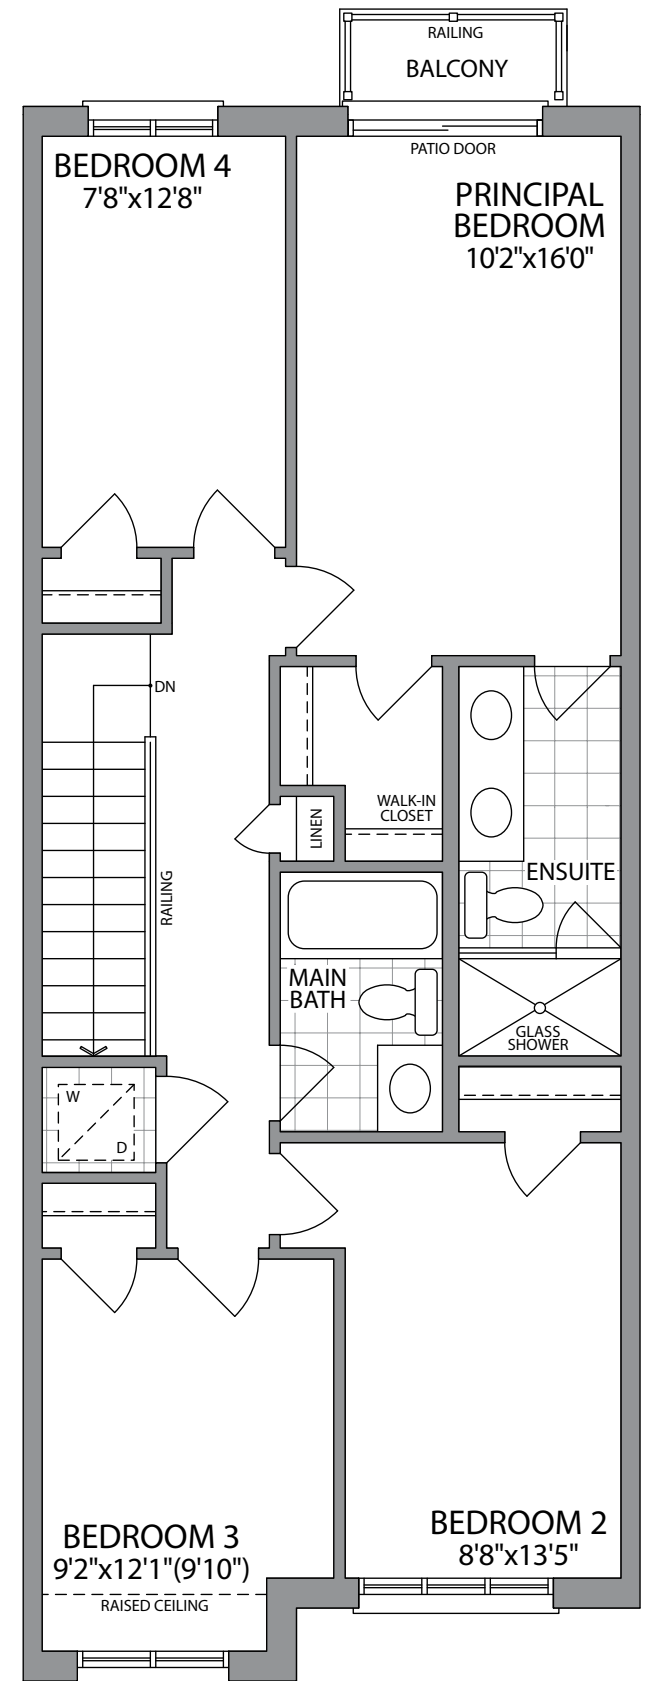 RAILING
BALCONY
PATIO DOOR
BEDROOM 4
7'8"x12'8"
PRINCIPAL
BEDROOM
10'2"x16'0"
DN
WALK-IN
CLOSET
LINEN
RAILING
ENSUITE
MAIN
BATH
GLASS
SHOWER
W
D
BEDROOM 3
9'2"x12'1"(9'10")
RAISED CEILING
BEDROOM 2
8'8"x13'5"